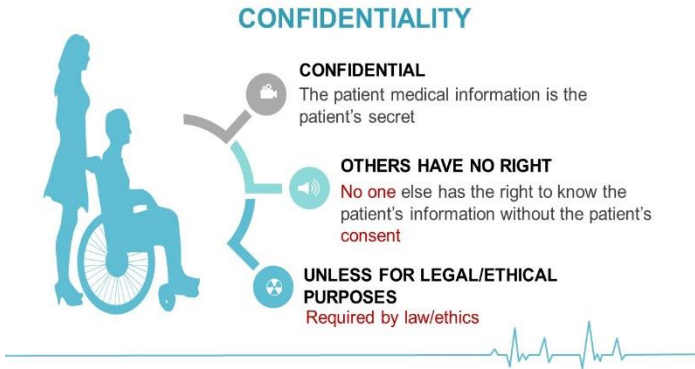 CONFIDENTIALITY
CONFIDENTIAL
The patient medical information is the
patient's secret
OTHERS HAVE NO RIGHT
No one else has the right to know the
patient's information without the patient's
consent
UNLESS FOR LEGAL/ETHICAL
PURPOSES
Required by law/ethics